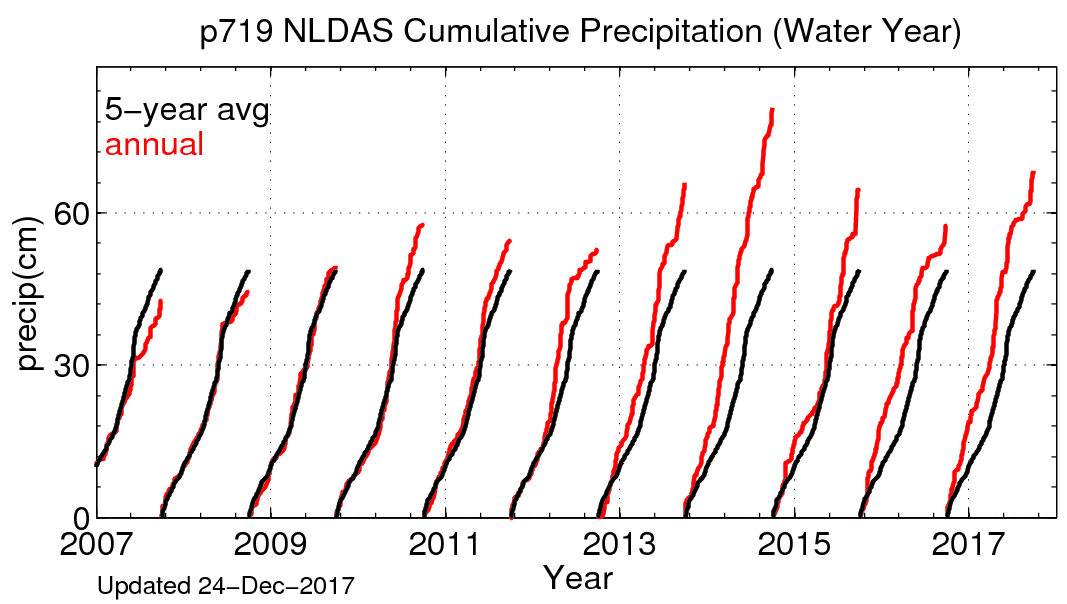 p719 NLDAS Cumulative Precipitation (Water Year)
5−year avg
annual
precip(cm)
60
30
0
2007 2009 2011 2013 2015 2017
Year
Updated 24−Dec−2017